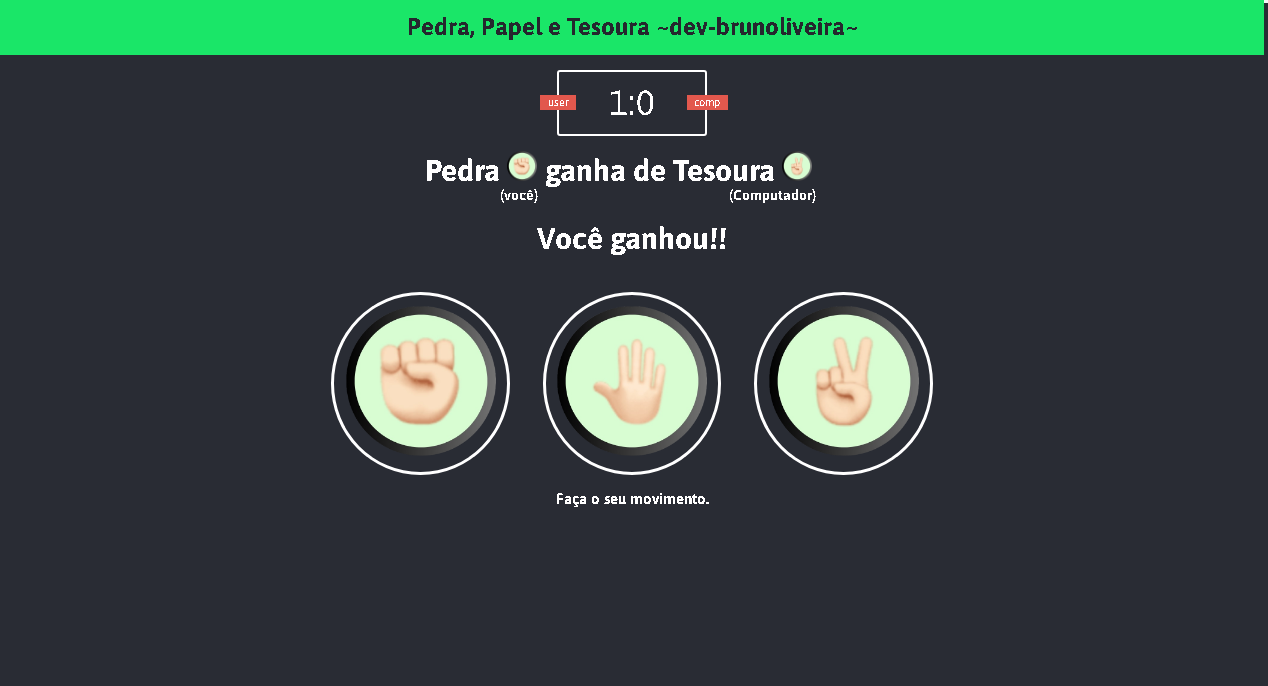 Pedra, Papel e Tesoura ~dev-brunoliveira~
user 1:0 comp
Pedra ganha de Tesoura
(você) (Computador)
Você ganhou!!
Faça o seu movimento.